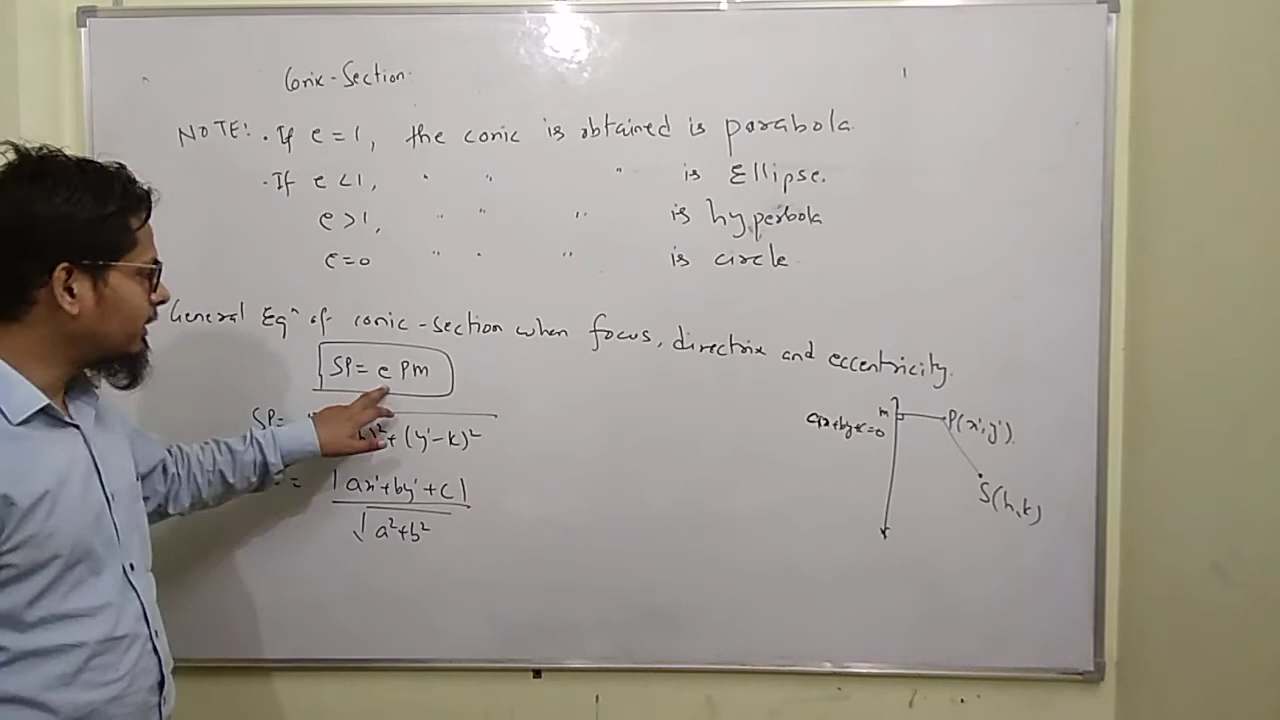 Conic-Section
NOTE: . If e = 1, the conic is obtained is parabola
. If e < 1, " " " is Ellipse.
e > 1, " " " is hyperbola
e = 0 " " " is circle
General Eqⁿ of conic-section when focus, directrix and eccentricity.
SP = e Pm
SP =
)² + (y' - k)²
= |ax' + by' + c|
√a² + b²
ax + by + c = 0
m
P(x', y')
S(h, k)